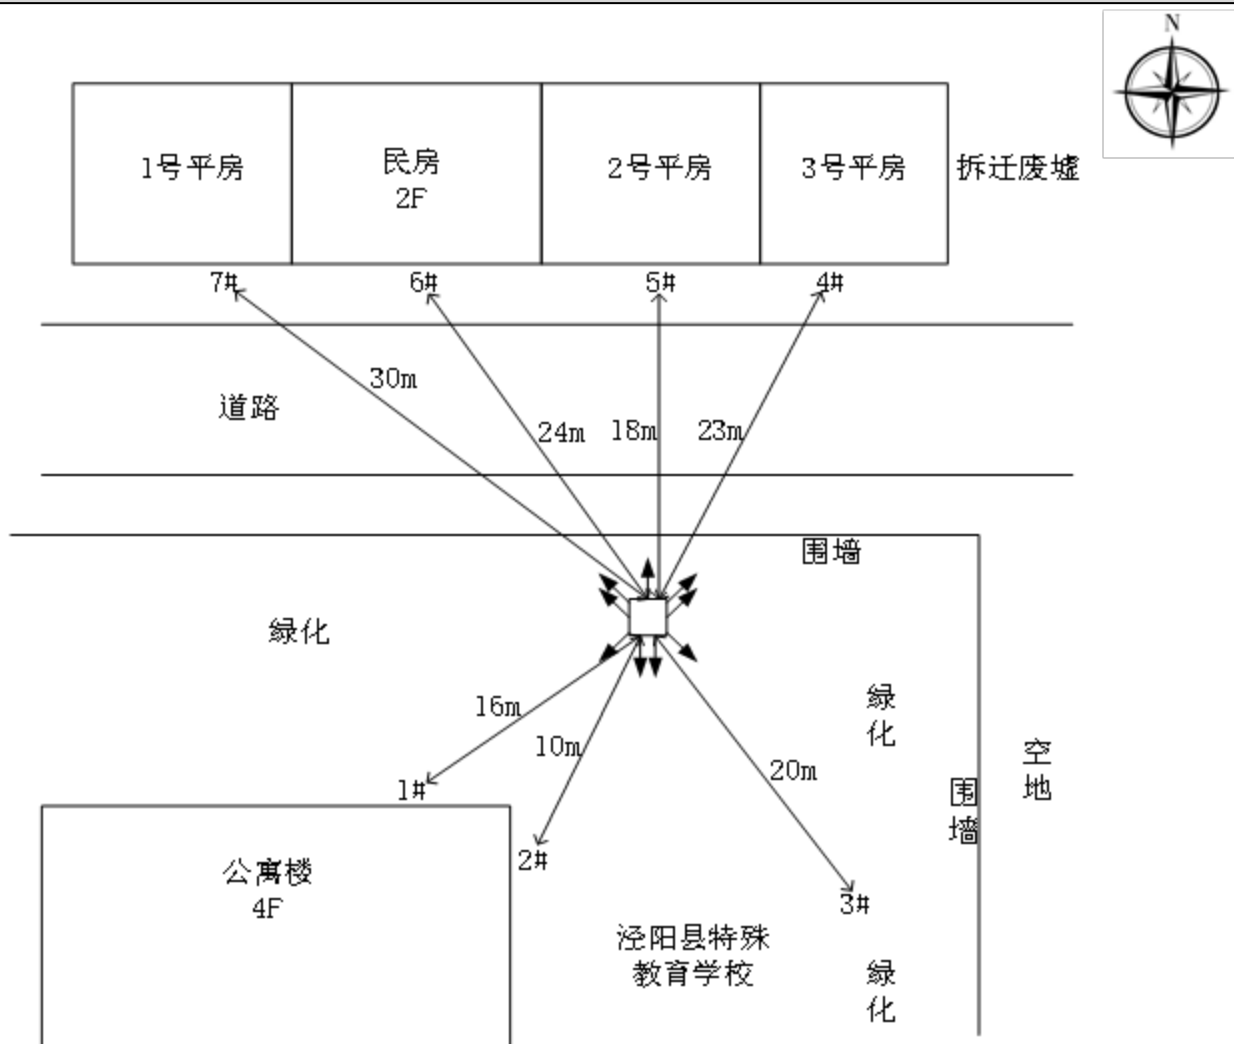 N
1号平房
民房
2F
2号平房
3号平房
拆迁废墟
7#
6#
5#
4#
30m
道路
24m
18m
23m
围墙
绿化
绿
化
16m
10m
20m
空
地
1#
围
墙
2#
公寓楼
4F
3#
泾阳县特殊
教育学校
绿
化